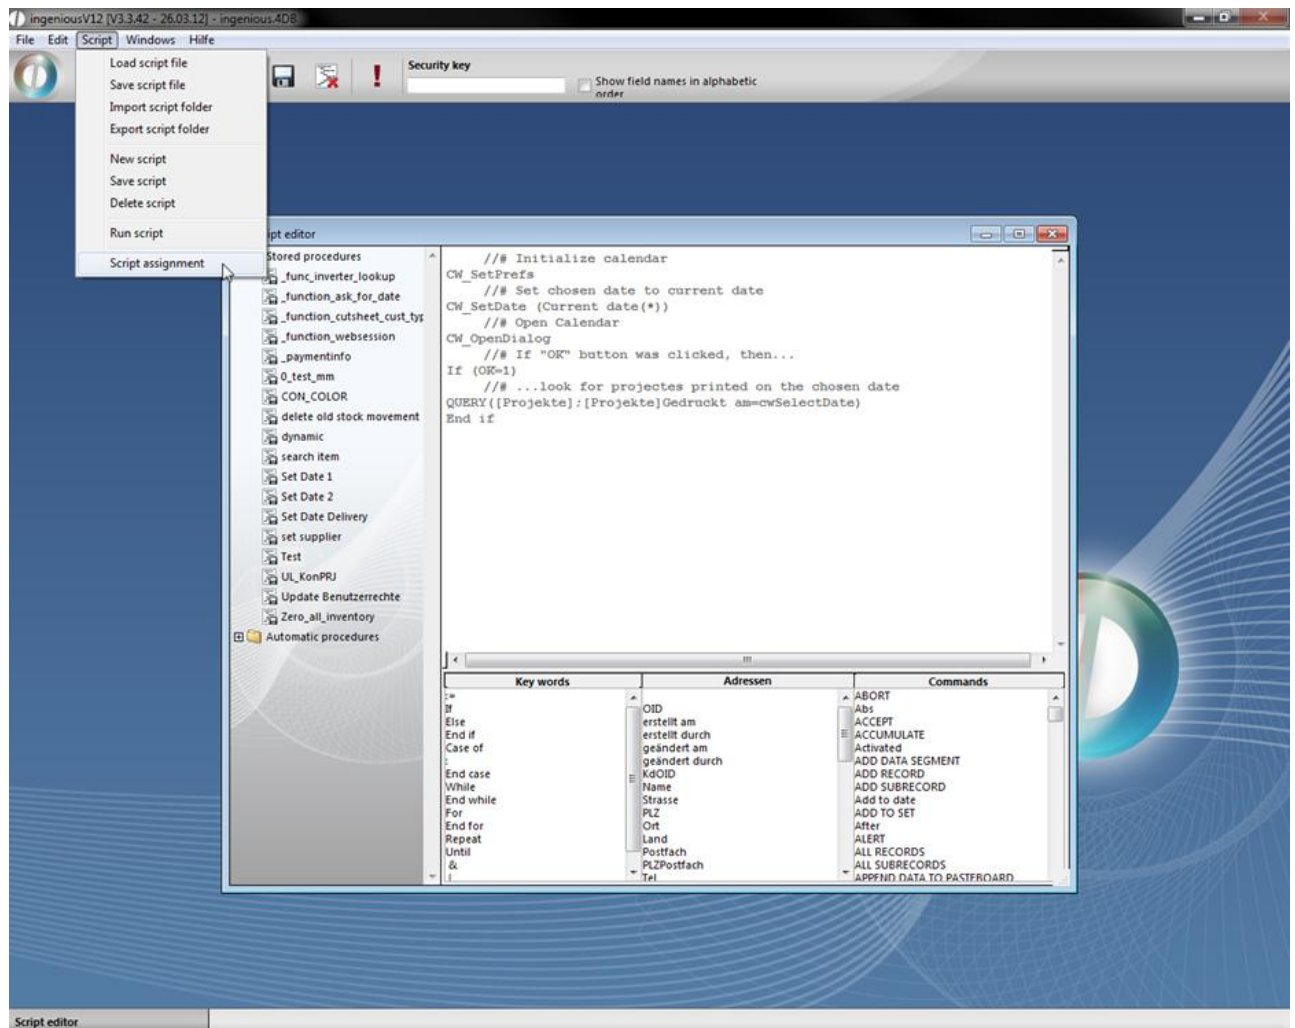 ingeniousV12 [V3.3.42 - 26.03.12] - ingenious.4DB
File Edit Script Windows Hilfe
Load script file
Save script file
Import script folder
Export script folder
New script
Save script
Delete script
Run script
Script assignment
Security key
Show field names in alphabetic
order
ipt editor
Stored procedures
_func_inverter_lookup
_function_ask_for_date
_function_cutsheet_cust_typ
_function_websession
_paymentinfo
0_test_mm
CON_COLOR
delete old stock movement
dynamic
search item
Set Date 1
Set Date 2
Set Date Delivery
set supplier
Test
UL_KonPRJ
Update Benutzerrechte
Zero_all_inventory
Automatic procedures
//# Initialize calendar
CW_SetPrefs
//# Set chosen date to current date
CW_SetDate (Current date(*))
//# Open Calendar
CW_OpenDialog
//# If "OK" button was clicked, then...
If (OK=1)
//# ...look for projectes printed on the chosen date
QUERY([Projekte];[Projekte]Gedruckt am=cwSelectDate)
End if
Key words
:=
If
Else
End if
Case of
:
End case
While
End while
For
End for
Repeat
Until
&
|
Adressen
OID
erstellt am
erstellt durch
geändert am
geändert durch
KdOID
Name
Strasse
PLZ
Ort
Land
Postfach
PLZPostfach
Tel
Commands
ABORT
Abs
ACCEPT
ACCUMULATE
Activated
ADD DATA SEGMENT
ADD RECORD
ADD SUBRECORD
Add to date
ADD TO SET
After
ALERT
ALL RECORDS
ALL SUBRECORDS
APPEND DATA TO PASTEBOARD
Script editor